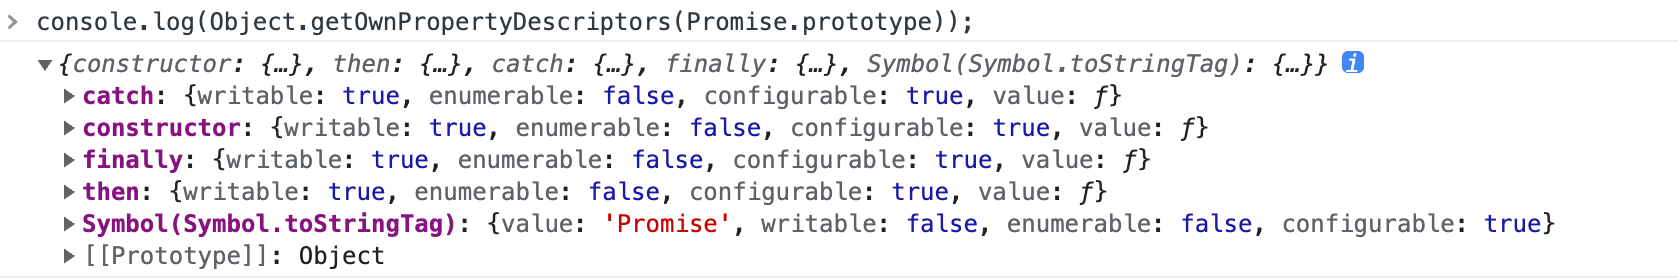 > console.log(Object.getOwnPropertyDescriptors(Promise.prototype));
▼{constructor: {…}, then: {…}, catch: {…}, finally: {…}, Symbol(Symbol.toStringTag): {…}} i
▶catch: {writable: true, enumerable: false, configurable: true, value: ƒ}
▶constructor: {writable: true, enumerable: false, configurable: true, value: ƒ}
▶finally: {writable: true, enumerable: false, configurable: true, value: ƒ}
▶then: {writable: true, enumerable: false, configurable: true, value: ƒ}
▶Symbol(Symbol.toStringTag): {value: 'Promise', writable: false, enumerable: false, configurable: true}
▶[[Prototype]]: Object